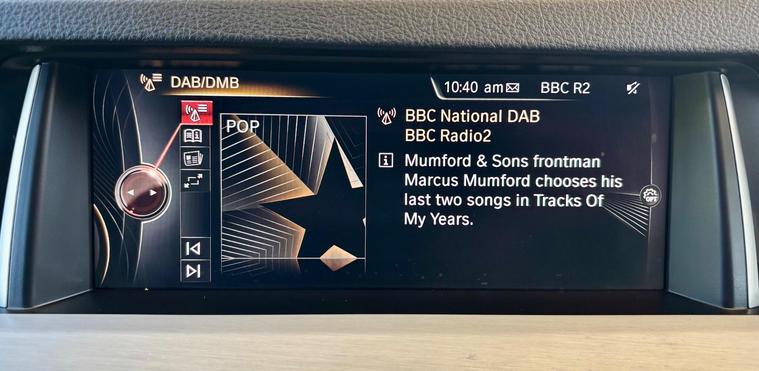 DAB/DMB
10:40 am
BBC R2
POP
BBC National DAB
BBC Radio2
Mumford & Sons frontman
Marcus Mumford chooses his
last two songs in Tracks Of
My Years.
OPT